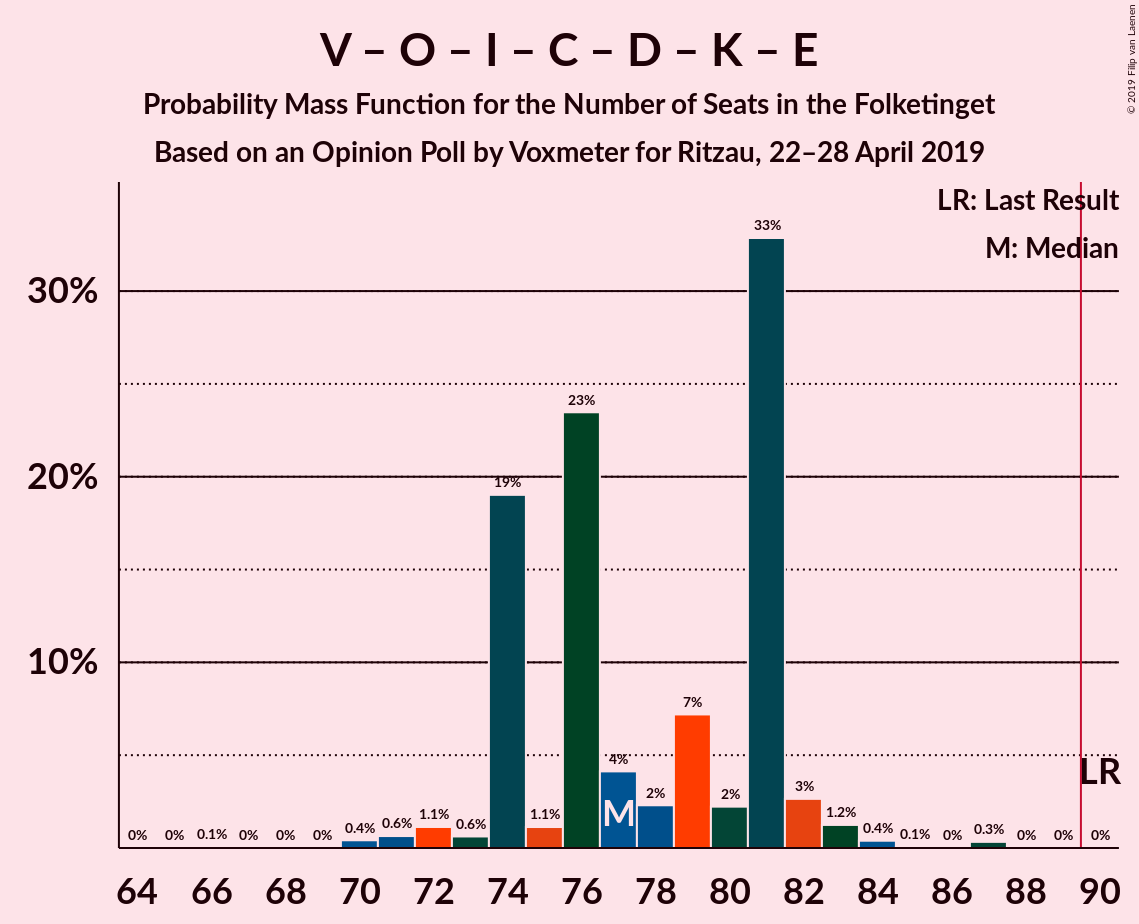 V – O – I – C – D – K – E
Probability Mass Function for the Number of Seats in the Folketinget
Based on an Opinion Poll by Voxmeter for Ritzau, 22–28 April 2019
© 2019 Filip van Laenen
LR: Last Result
M: Median
33%
30%
23%
20%
19%
10%
7%
LR
4%
2%
3%
2%
M
1.1%
1.1%
1.2%
0% 0% 0.1% 0% 0% 0% 0.4% 0.6% 0.6% 0.4% 0.1% 0% 0.3% 0% 0% 0%
64 66 68 70 72 74 76 78 80 82 84 86 88 90